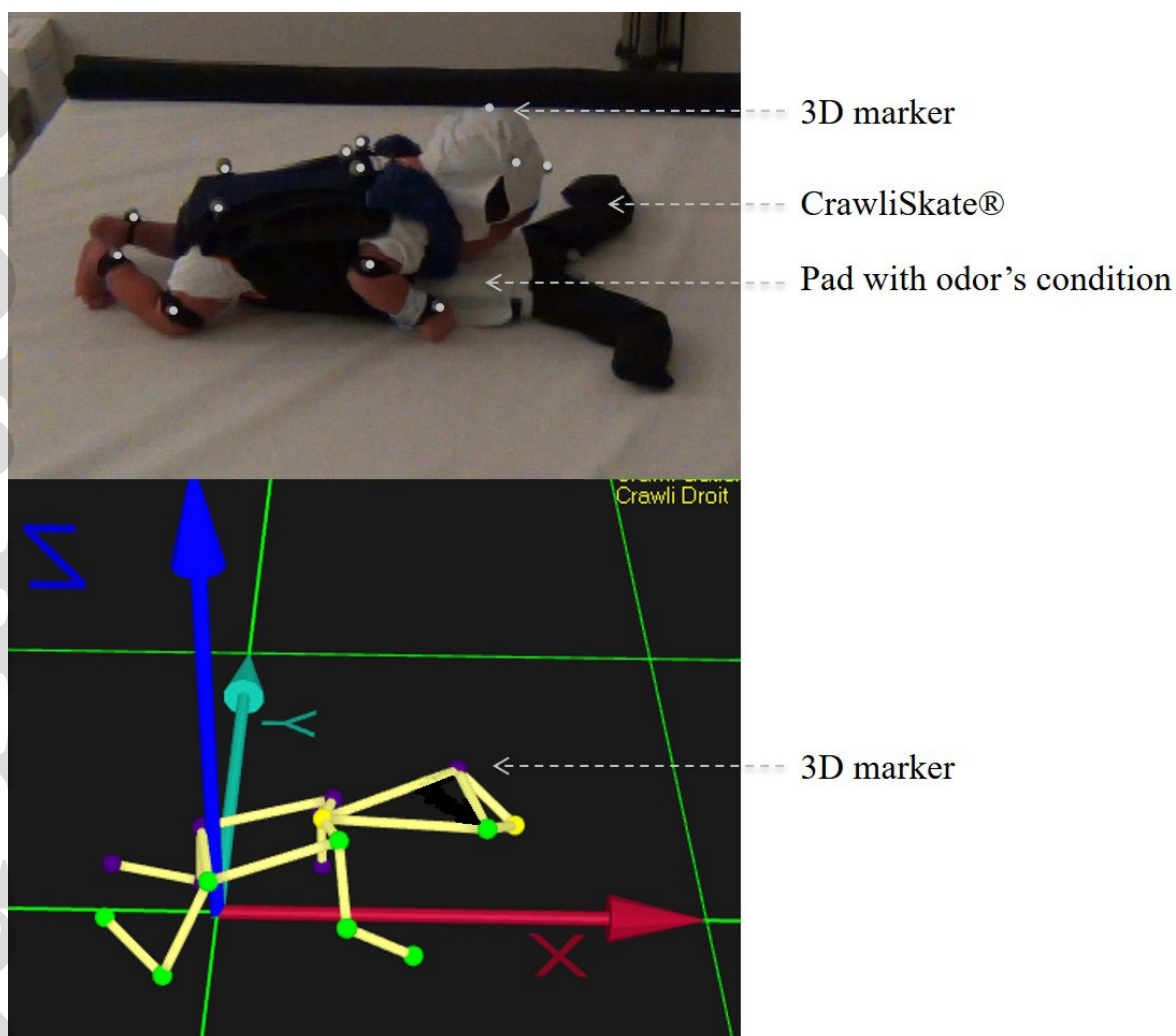 3D marker
CrawliSkate®
Pad with odor's condition
Crawli Droit
Z
Y
3D marker
X